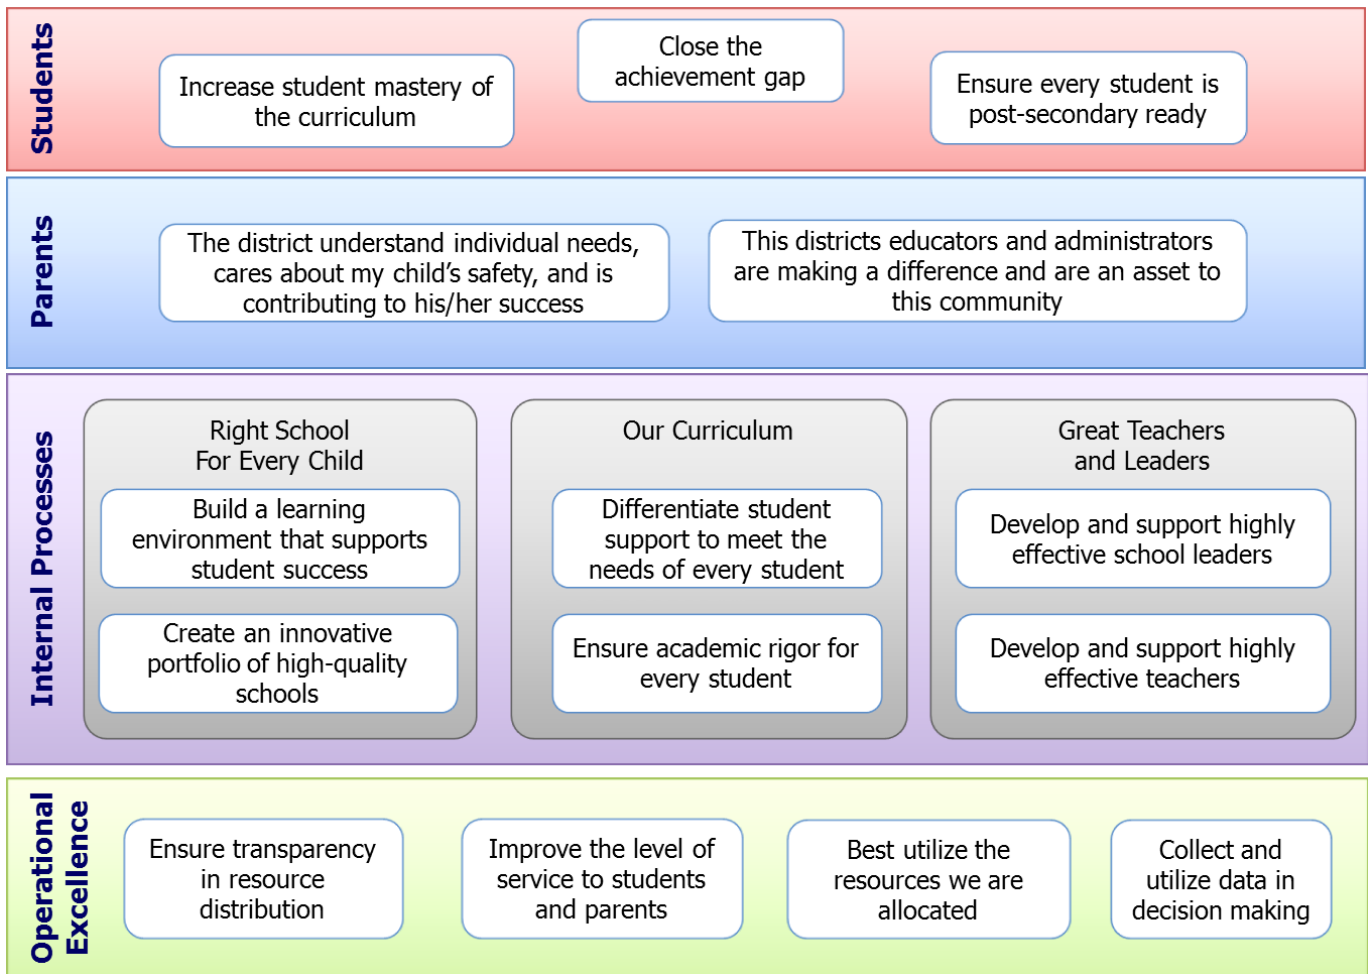 Students
Increase student mastery of
the curriculum
Close the
achievement gap
Ensure every student is
post-secondary ready
Parents
The district understand individual needs,
cares about my child’s safety, and is
contributing to his/her success
This districts educators and administrators
are making a difference and are an asset to
this community
Internal Processes
Right School
For Every Child
Build a learning
environment that supports
student success
Create an innovative
portfolio of high-quality
schools
Our Curriculum
Differentiate student
support to meet the
needs of every student
Ensure academic rigor for
every student
Great Teachers
and Leaders
Develop and support highly
effective school leaders
Develop and support highly
effective teachers
Operational
Excellence
Ensure transparency
in resource
distribution
Improve the level of
service to students
and parents
Best utilize the
resources we are
allocated
Collect and
utilize data in
decision making